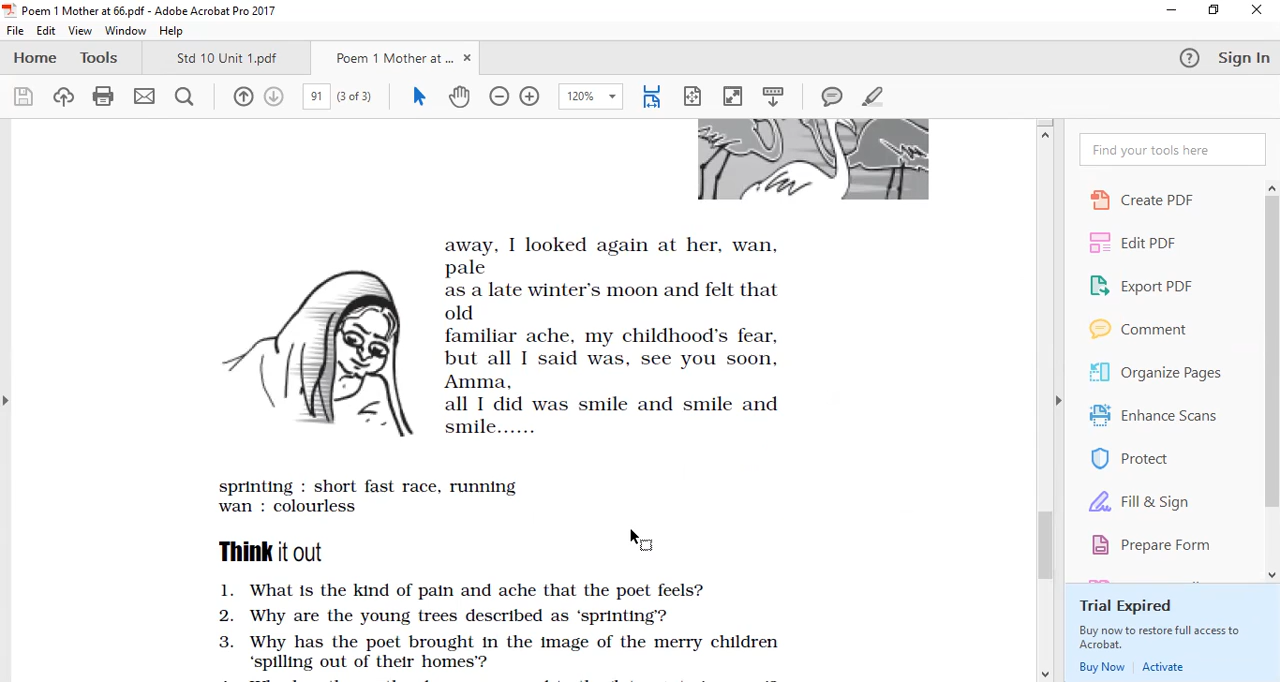 Poem 1 Mother at 66.pdf - Adobe Acrobat Pro 2017
File Edit View Window Help
Home Tools Std 10 Unit 1.pdf Poem 1 Mother at ... × Sign In
91 (3 of 3) 120%
away, I looked again at her, wan,
pale
as a late winter's moon and felt that
old
familiar ache, my childhood's fear,
but all I said was, see you soon,
Amma,
all I did was smile and smile and
smile......
sprinting : short fast race, running
wan : colourless
Think it out
1. What is the kind of pain and ache that the poet feels?
2. Why are the young trees described as 'sprinting'?
3. Why has the poet brought in the image of the merry children
'spilling out of their homes'?
Find your tools here
Create PDF
Edit PDF
Export PDF
Comment
Organize Pages
Enhance Scans
Protect
Fill & Sign
Prepare Form
Trial Expired
Buy now to restore full access to
Acrobat.
Buy Now Activate